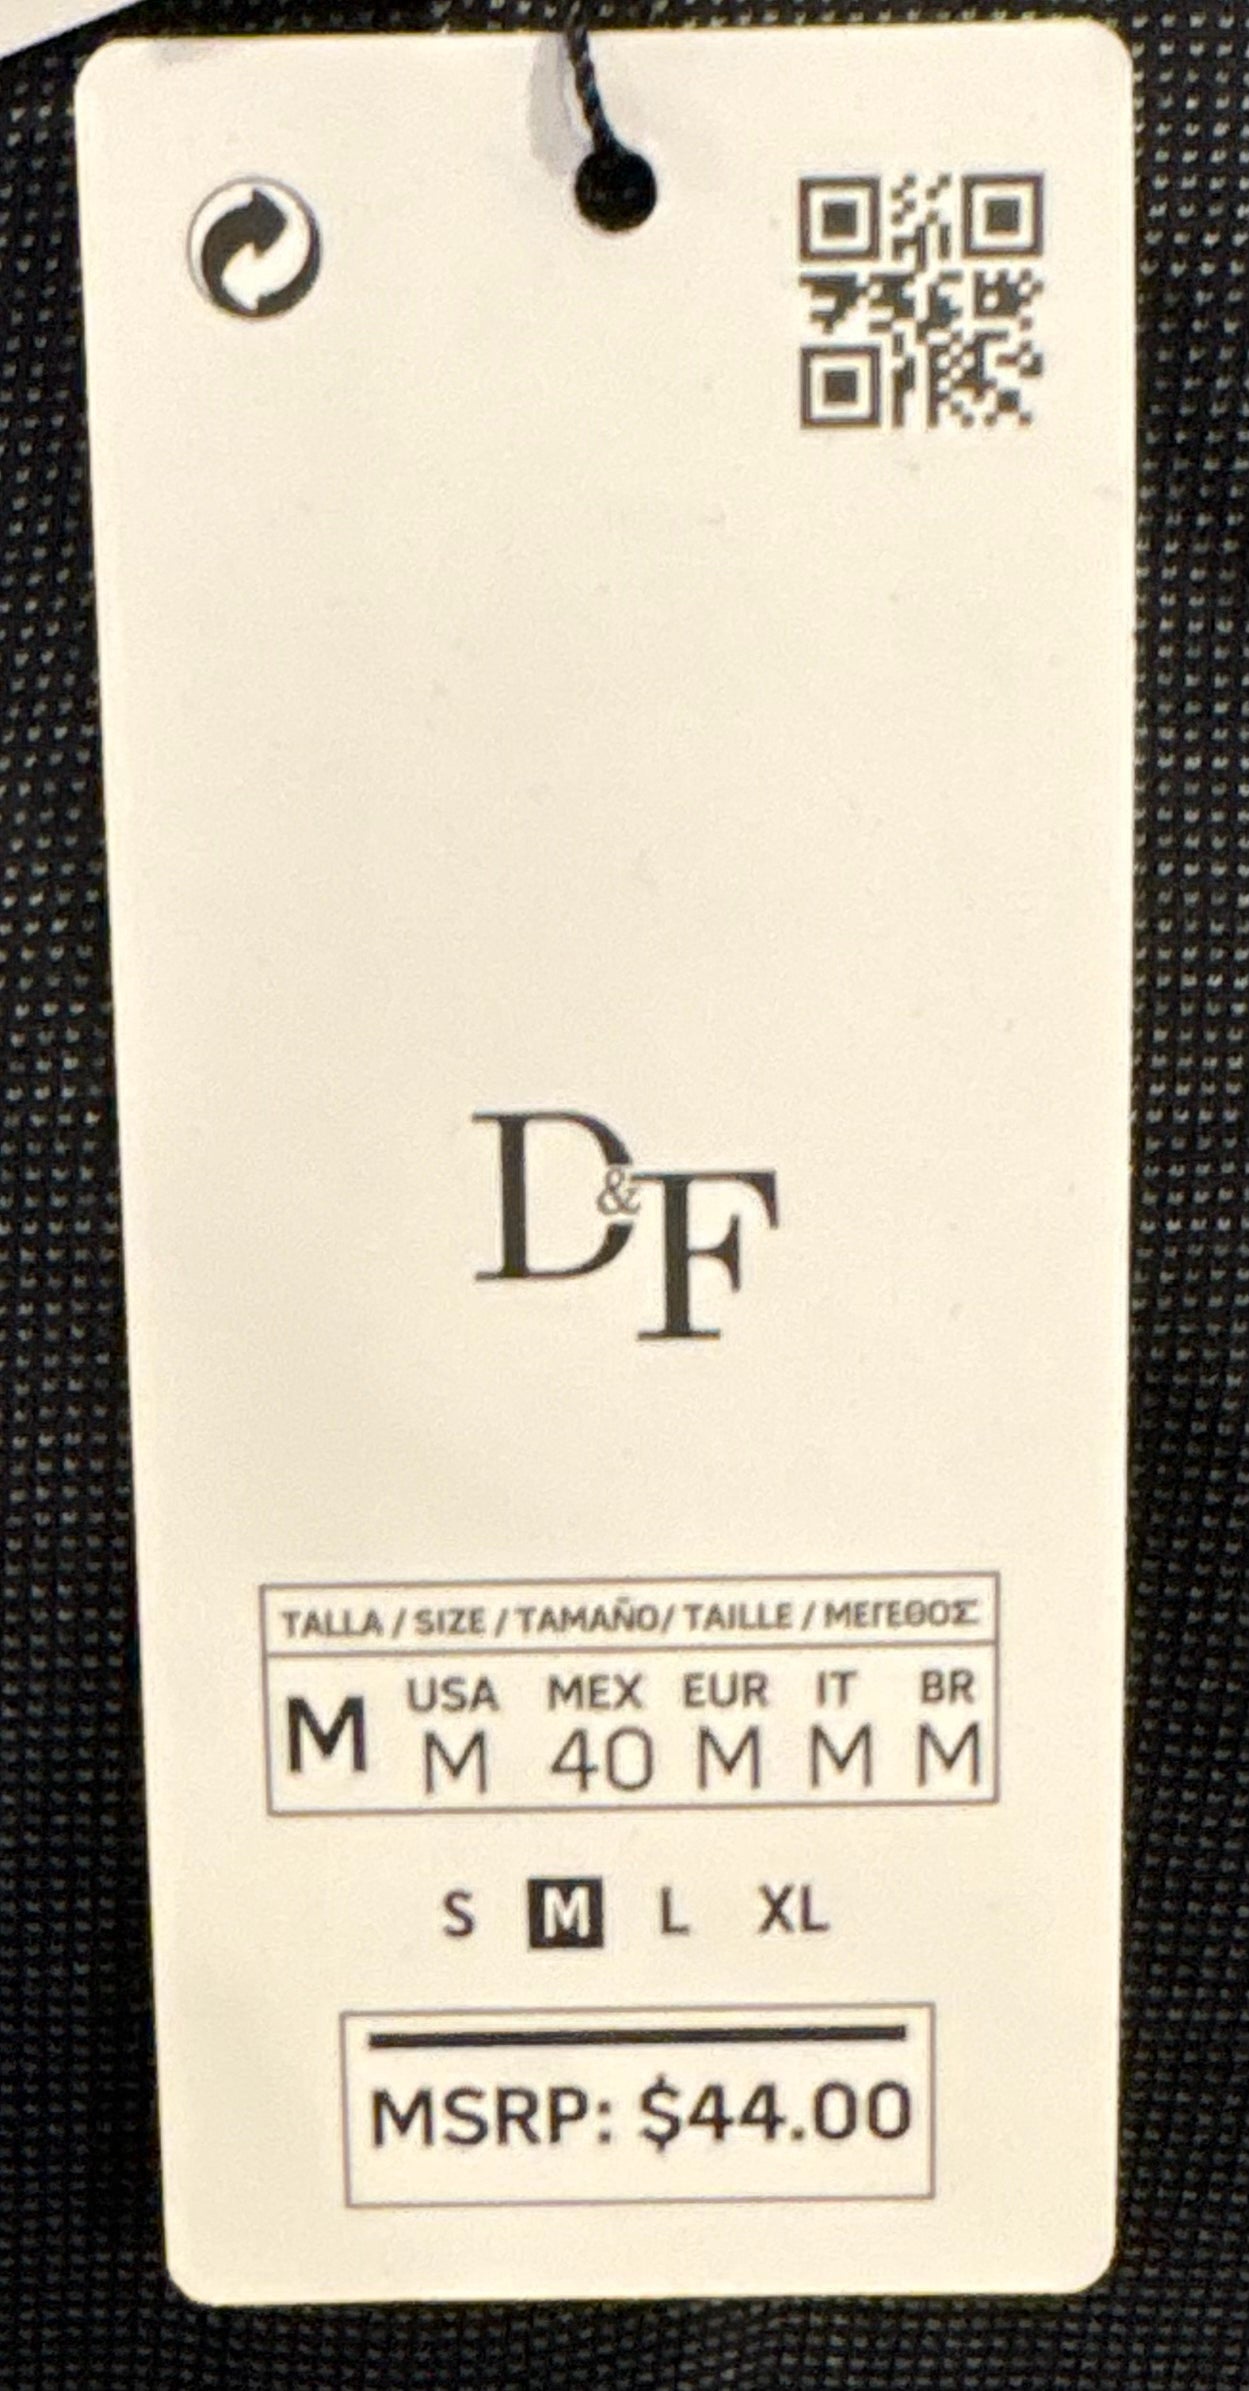 D&F
TALLA / SIZE / TAMAÑO/ TAILLE / ΜΕΓΕΘΟΣ
M USA MEX EUR IT BR
M 40 M M M
S M L XL
MSRP: $44.00